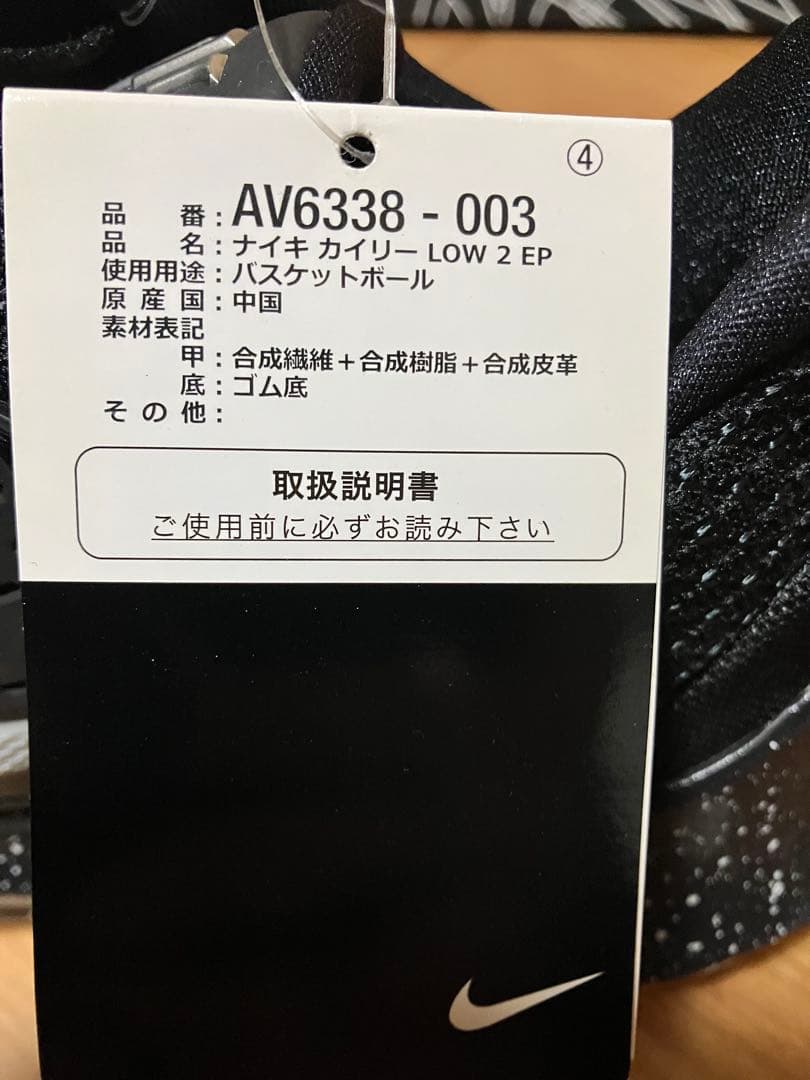 ④
品番：AV6338 - 003
品名：ナイキ カイリー LOW 2 EP
使用用途：バスケットボール
原産国：中国
素材表記
甲：合成繊維＋合成樹脂＋合成皮革
底：ゴム底
その他：
取扱説明書
ご使用前に必ずお読み下さい